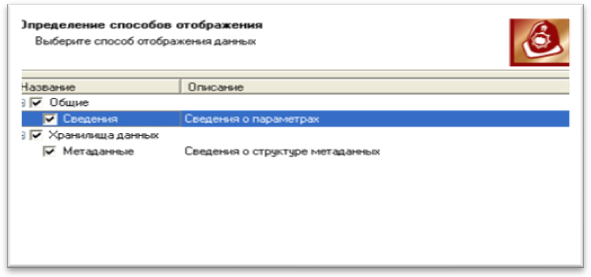 Определение способов отображения
Выберите способ отображения данных
Название Описание
Общие
Сведения Сведения о параметрах
Хранилища данных
Метаданные Сведения о структуре метаданных